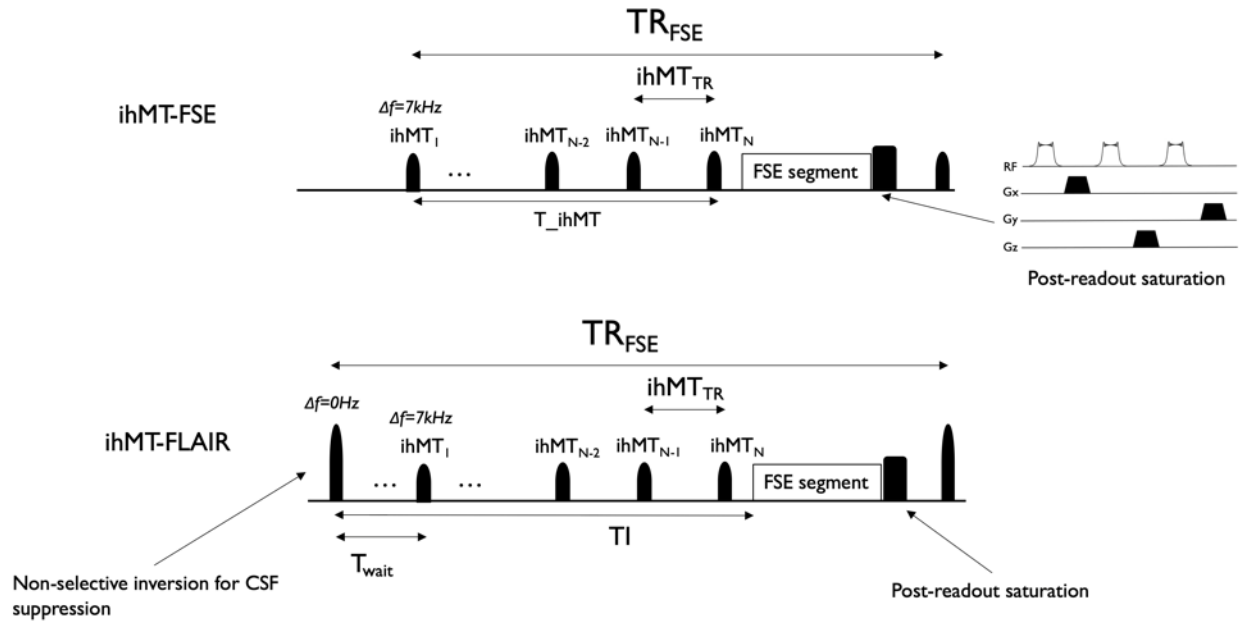 TR_FSE
ihMT_TR
ihMT-FSE
Δf=7kHz
ihMT_1 ... ihMT_N-2 ihMT_N-1 ihMT_N
FSE segment
T_ihMT
RF
Gx
Gy
Gz
Post-readout saturation
TR_FSE
ihMT_TR
Δf=0Hz
Δf=7kHz
ihMT-FLAIR
ihMT_1 ihMT_N-2 ihMT_N-1 ihMT_N
... ...
FSE segment
TI
T_wait
Non-selective inversion for CSF
suppression
Post-readout saturation